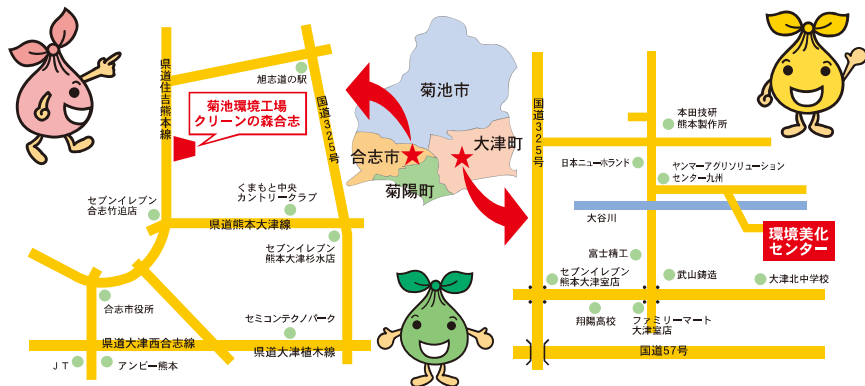 県道住吉熊本線
旭志道の駅
国道325号
菊池環境工場
クリーンの森合志
セブンイレブン
合志竹迫店
くまもと中央
カントリークラブ
県道熊本大津線
セブンイレブン
熊本大津杉水店
合志市役所
セミコンテクノパーク
県道大津西合志線
県道大津植木線
JT
アンビー熊本
菊池市
合志市
大津町
菊陽町
国道325号
本田技研
熊本製作所
日本ニューホランド
ヤンマーアグリソリューション
センター九州
大谷川
環境美化
センター
富士精工
セブンイレブン
熊本大津室店
武山鋳造
大津北中学校
翔陽高校
ファミリーマート
大津室店
国道57号